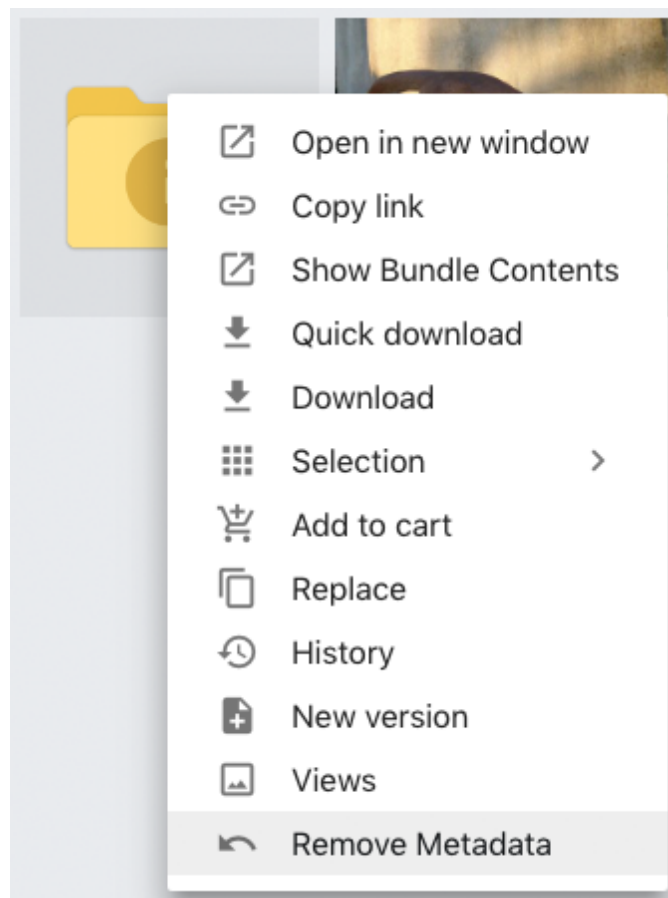 Open in new window
Copy link
Show Bundle Contents
Quick download
Download
Selection
Add to cart
Replace
History
New version
Views
Remove Metadata